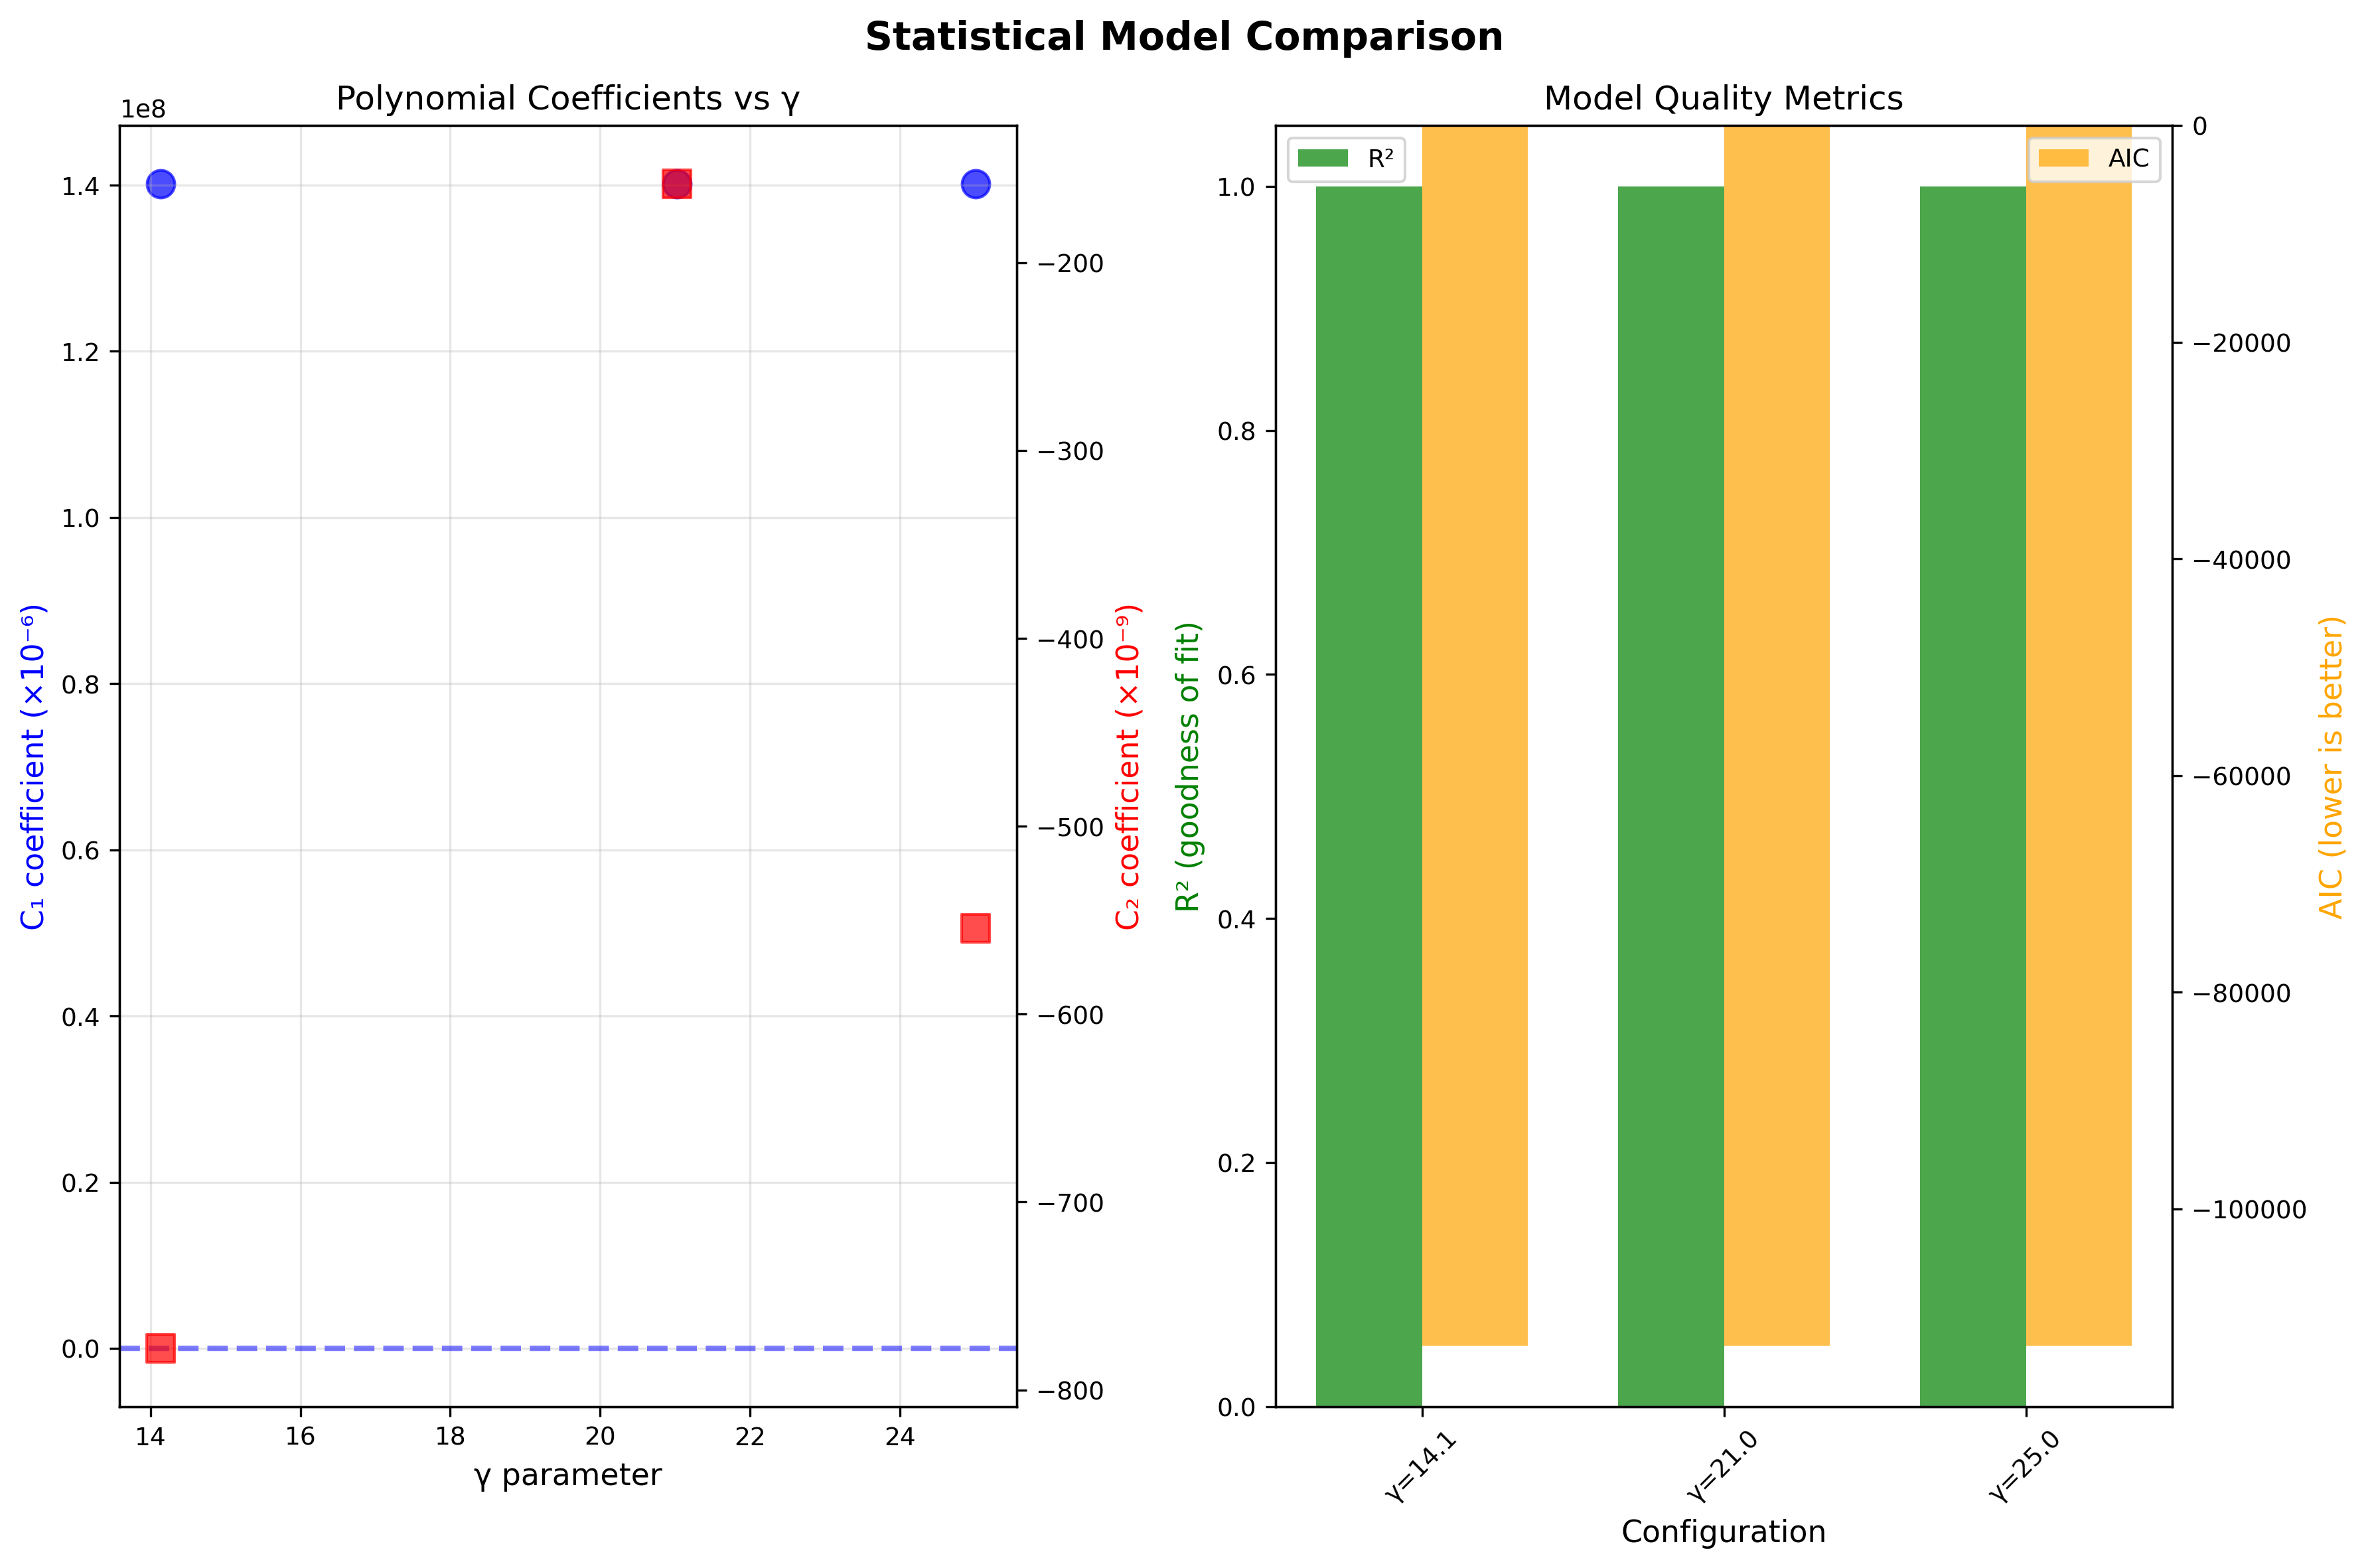 Statistical Model Comparison
Polynomial Coefficients vs γ
1e8
1.4
1.2
1.0
0.8
0.6
0.4
0.2
0.0
C₁ coefficient (×10⁻⁶)
14
16
18
20
22
24
γ parameter
−200
−300
−400
−500
−600
−700
−800
C₂ coefficient (×10⁻⁹)
Model Quality Metrics
R²
AIC
1.0
0.8
0.6
0.4
0.2
0.0
R² (goodness of fit)
γ=14.1
γ=21.0
γ=25.0
Configuration
0
−20000
−40000
−60000
−80000
−100000
AIC (lower is better)